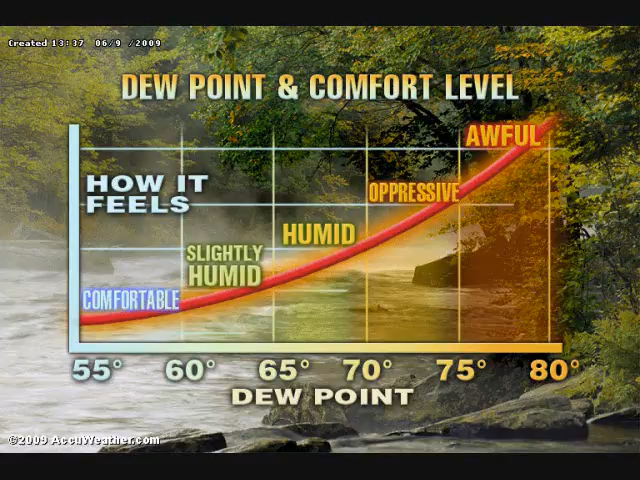 Created 13:37 06/9 /2009
DEW POINT & COMFORT LEVEL
AWFUL
HOW IT
FEELS
OPPRESSIVE
HUMID
SLIGHTLY
HUMID
COMFORTABLE
55° 60° 65° 70° 75° 80°
DEW POINT
©2009 AccuWeather.com